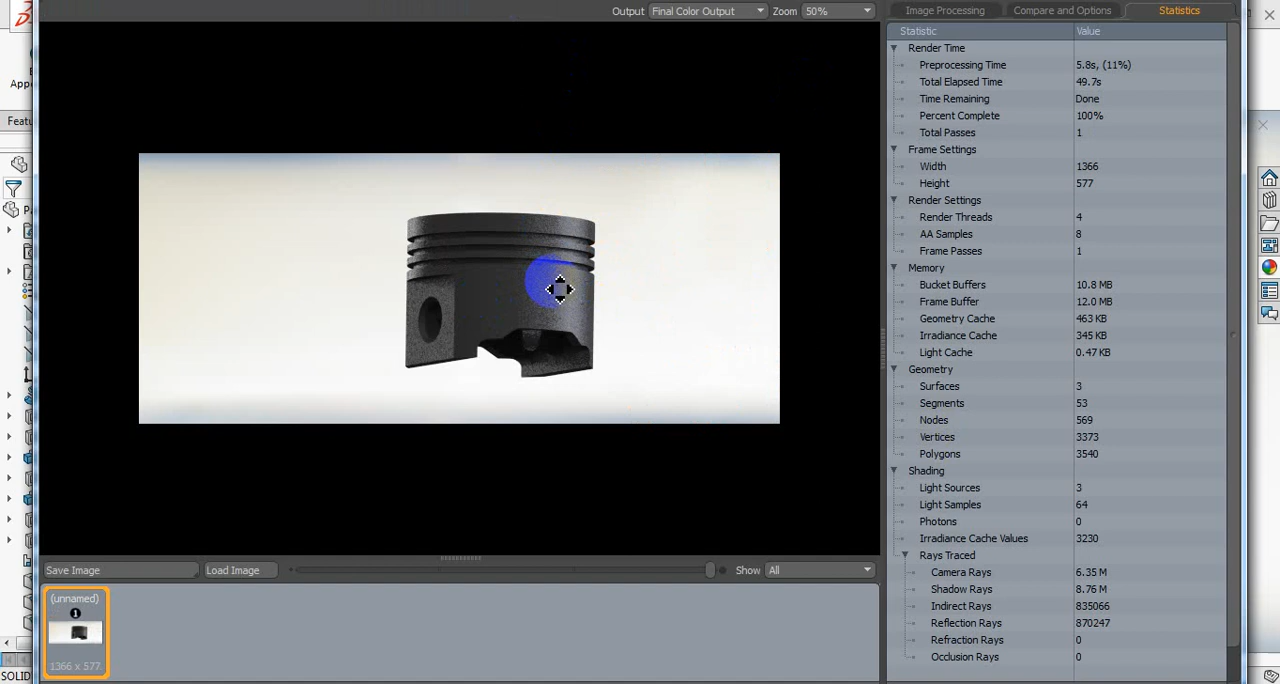 Output Final Color Output Zoom 50% Image Processing Compare and Options Statistics
Statistic Value
Render Time
Preprocessing Time 5.8s, (11%)
Appe
Total Elapsed Time 49.7s
Time Remaining Done
Percent Complete 100%
Featu
Total Passes 1
Frame Settings
Width 1366
Height 577
Render Settings
Render Threads 4
AA Samples 8
Frame Passes 1
Memory
Bucket Buffers 10.8 MB
Frame Buffer 12.0 MB
Geometry Cache 463 KB
Irradiance Cache 345 KB
Light Cache 0.47 KB
Geometry
Surfaces 3
Segments 53
Nodes 569
Vertices 3373
Polygons 3540
Shading
Light Sources 3
Light Samples 64
Photons 0
Irradiance Cache Values 3230
Rays Traced
Save Image Load Image Show All
Camera Rays 6.35 M
Shadow Rays 8.76 M
(unnamed)
1
Indirect Rays 835066
Reflection Rays 870247
Refraction Rays 0
Occlusion Rays 0
1366 x 577
SOLID